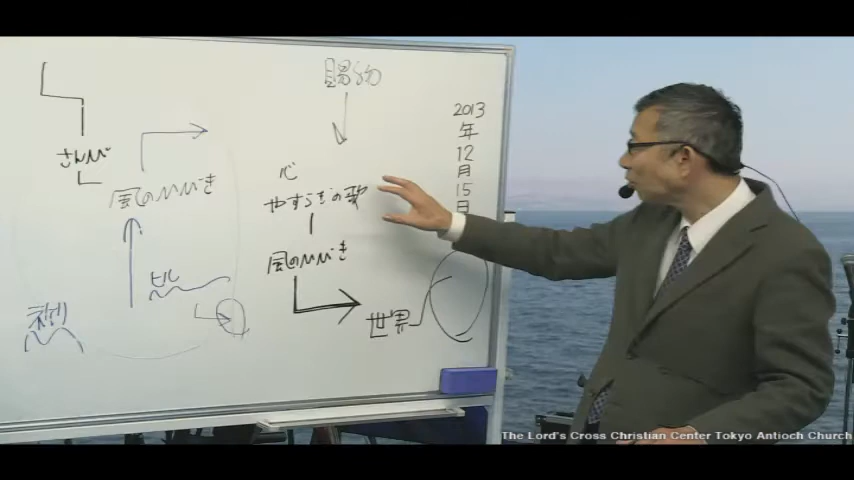 賜物
2013
年
12
月
15
日
さんび
心
風のひびき
やすらぎの歌
風のひびき
ヒル
世界
The Lord's Cross Christian Center Tokyo Antioch Church